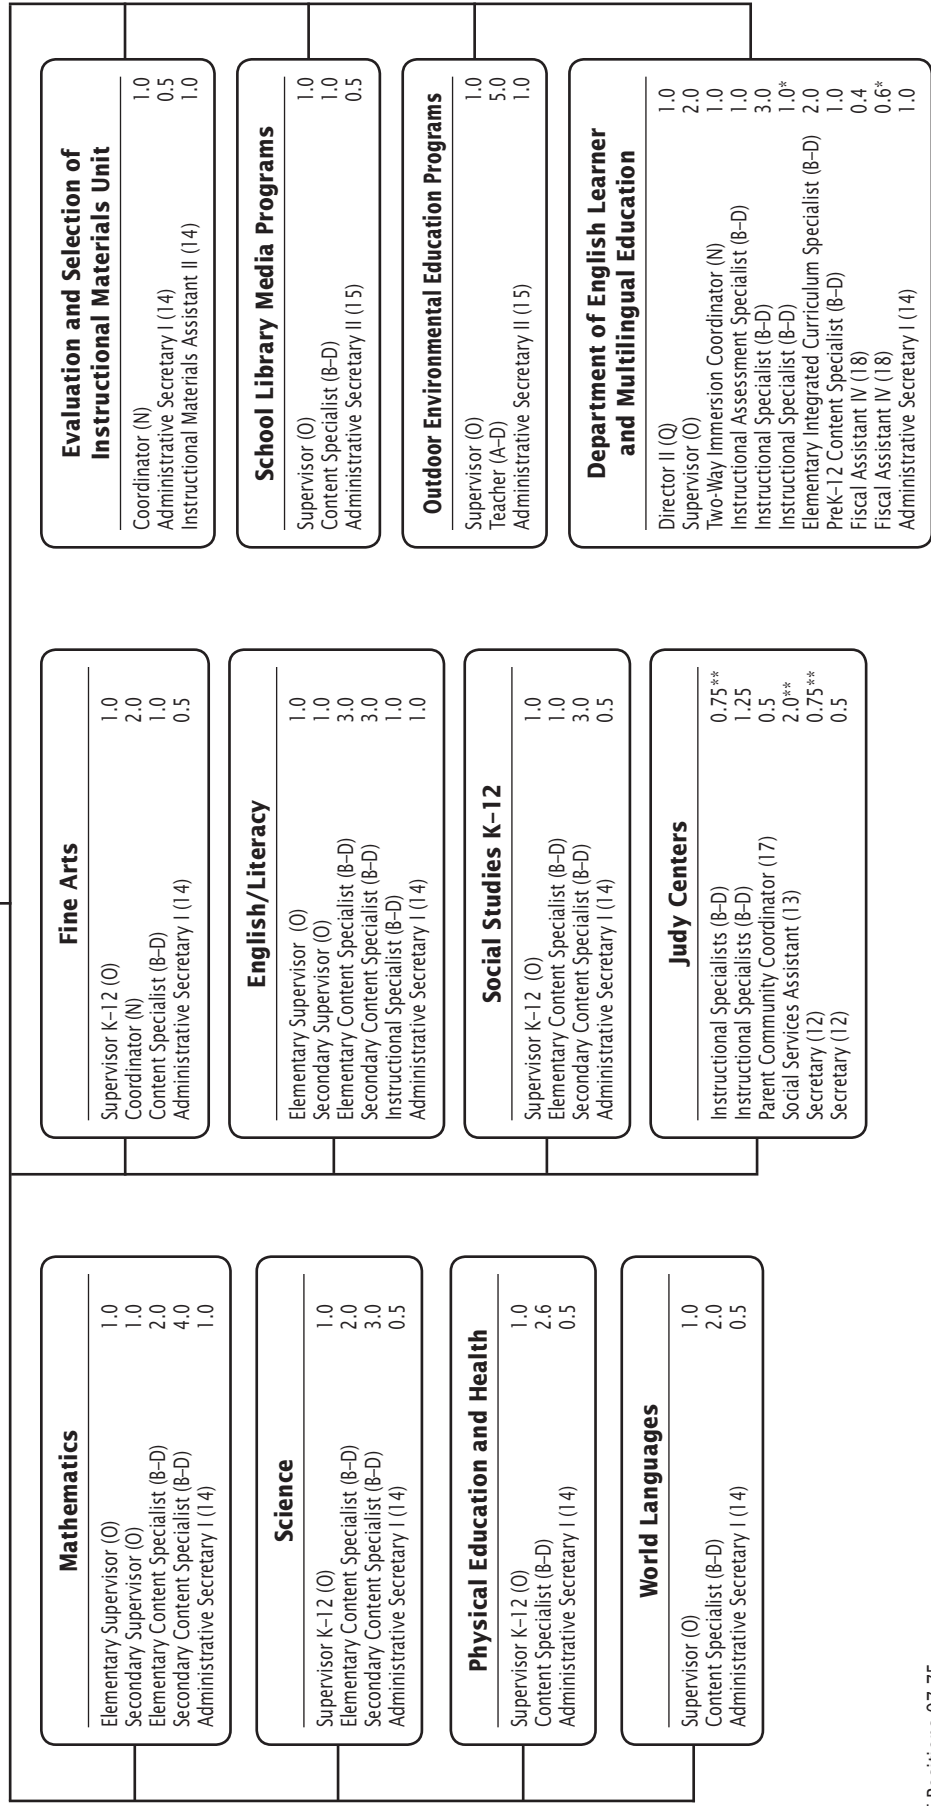 Mathematics
Elementary Supervisor (O) 1.0
Secondary Supervisor (O) 1.0
Elementary Content Specialist (B–D) 2.0
Secondary Content Specialist (B–D) 4.0
Administrative Secretary I (14) 1.0
Science
Supervisor K–12 (O) 1.0
Elementary Content Specialist (B–D) 2.0
Secondary Content Specialist (B–D) 3.0
Administrative Secretary I (14) 0.5
Physical Education and Health
Supervisor K–12 (O) 1.0
Content Specialist (B–D) 2.6
Administrative Secretary I (14) 0.5
World Languages
Supervisor (O) 1.0
Content Specialist (B–D) 2.0
Administrative Secretary I (14) 0.5
Fine Arts
Supervisor K–12 (O) 1.0
Coordinator (N) 2.0
Content Specialist (B–D) 1.0
Administrative Secretary I (14) 0.5
English/Literacy
Elementary Supervisor (O) 1.0
Secondary Supervisor (O) 1.0
Elementary Content Specialist (B–D) 3.0
Secondary Content Specialist (B–D) 3.0
Instructional Specialist (B–D) 1.0
Administrative Secretary I (14) 1.0
Social Studies K–12
Supervisor K–12 (O) 1.0
Elementary Content Specialist (B–D) 1.0
Secondary Content Specialist (B–D) 3.0
Administrative Secretary I (14) 0.5
Judy Centers
Instructional Specialists (B–D) 0.75**
Instructional Specialists (B–D) 1.25
Parent Community Coordinator (17) 0.5
Social Services Assistant (13) 2.0**
Secretary (12) 0.75**
Secretary (12) 0.5
Evaluation and Selection of
Instructional Materials Unit
Coordinator (N) 1.0
Administrative Secretary I (14) 0.5
Instructional Materials Assistant II (14) 1.0
School Library Media Programs
Supervisor (O) 1.0
Content Specialist (B–D) 1.0
Administrative Secretary II (15) 0.5
Outdoor Environmental Education Programs
Supervisor (O) 1.0
Teacher (A–D) 5.0
Administrative Secretary II (15) 1.0
Department of English Learner
and Multilingual Education
Director II (Q) 1.0
Supervisor (O) 2.0
Two-Way Immersion Coordinator (N) 1.0
Instructional Assessment Specialist (B–D) 1.0
Instructional Specialist (B–D) 3.0
Instructional Specialist (B–D) 1.0*
Elementary Integrated Curriculum Specialist (B–D) 2.0
PreK–12 Content Specialist (B–D) 1.0
Fiscal Assistant IV (18) 0.4
Fiscal Assistant IV (18) 0.6*
Administrative Secretary I (14) 1.0